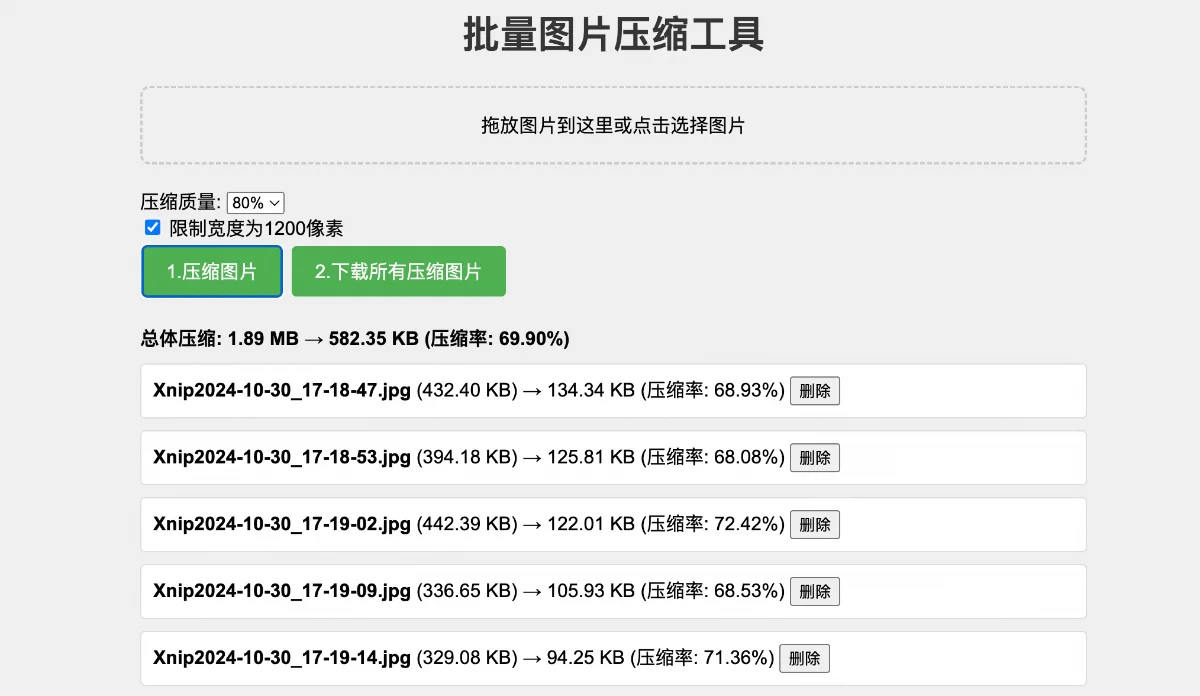 批量图片压缩工具
拖放图片到这里或点击选择图片
压缩质量: 80%
限制宽度为1200像素
1.压缩图片 2.下载所有压缩图片
总体压缩: 1.89 MB → 582.35 KB (压缩率: 69.90%)
Xnip2024-10-30_17-18-47.jpg (432.40 KB) → 134.34 KB (压缩率: 68.93%) 删除
Xnip2024-10-30_17-18-53.jpg (394.18 KB) → 125.81 KB (压缩率: 68.08%) 删除
Xnip2024-10-30_17-19-02.jpg (442.39 KB) → 122.01 KB (压缩率: 72.42%) 删除
Xnip2024-10-30_17-19-09.jpg (336.65 KB) → 105.93 KB (压缩率: 68.53%) 删除
Xnip2024-10-30_17-19-14.jpg (329.08 KB) → 94.25 KB (压缩率: 71.36%) 删除